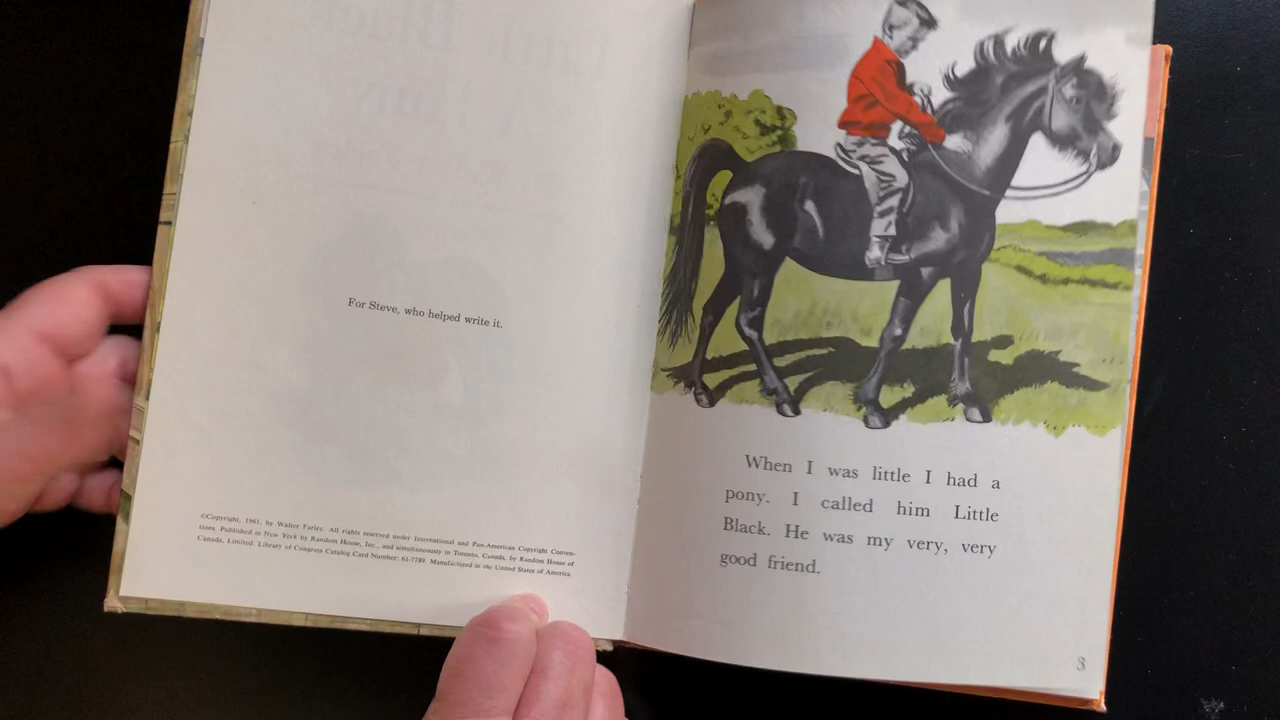 For Steve, who helped write it.
©Copyright, 1961, by Walter Farley. All rights reserved under International and Pan-American Copyright Conven-
tions. Published in New York by Random House, Inc., and simultaneously in Toronto, Canada, by Random House of
Canada, Limited. Library of Congress Catalog Card Number: 61-7789. Manufactured in the United States of America.
When I was little I had a
pony. I called him Little
Black. He was my very, very
good friend.
3